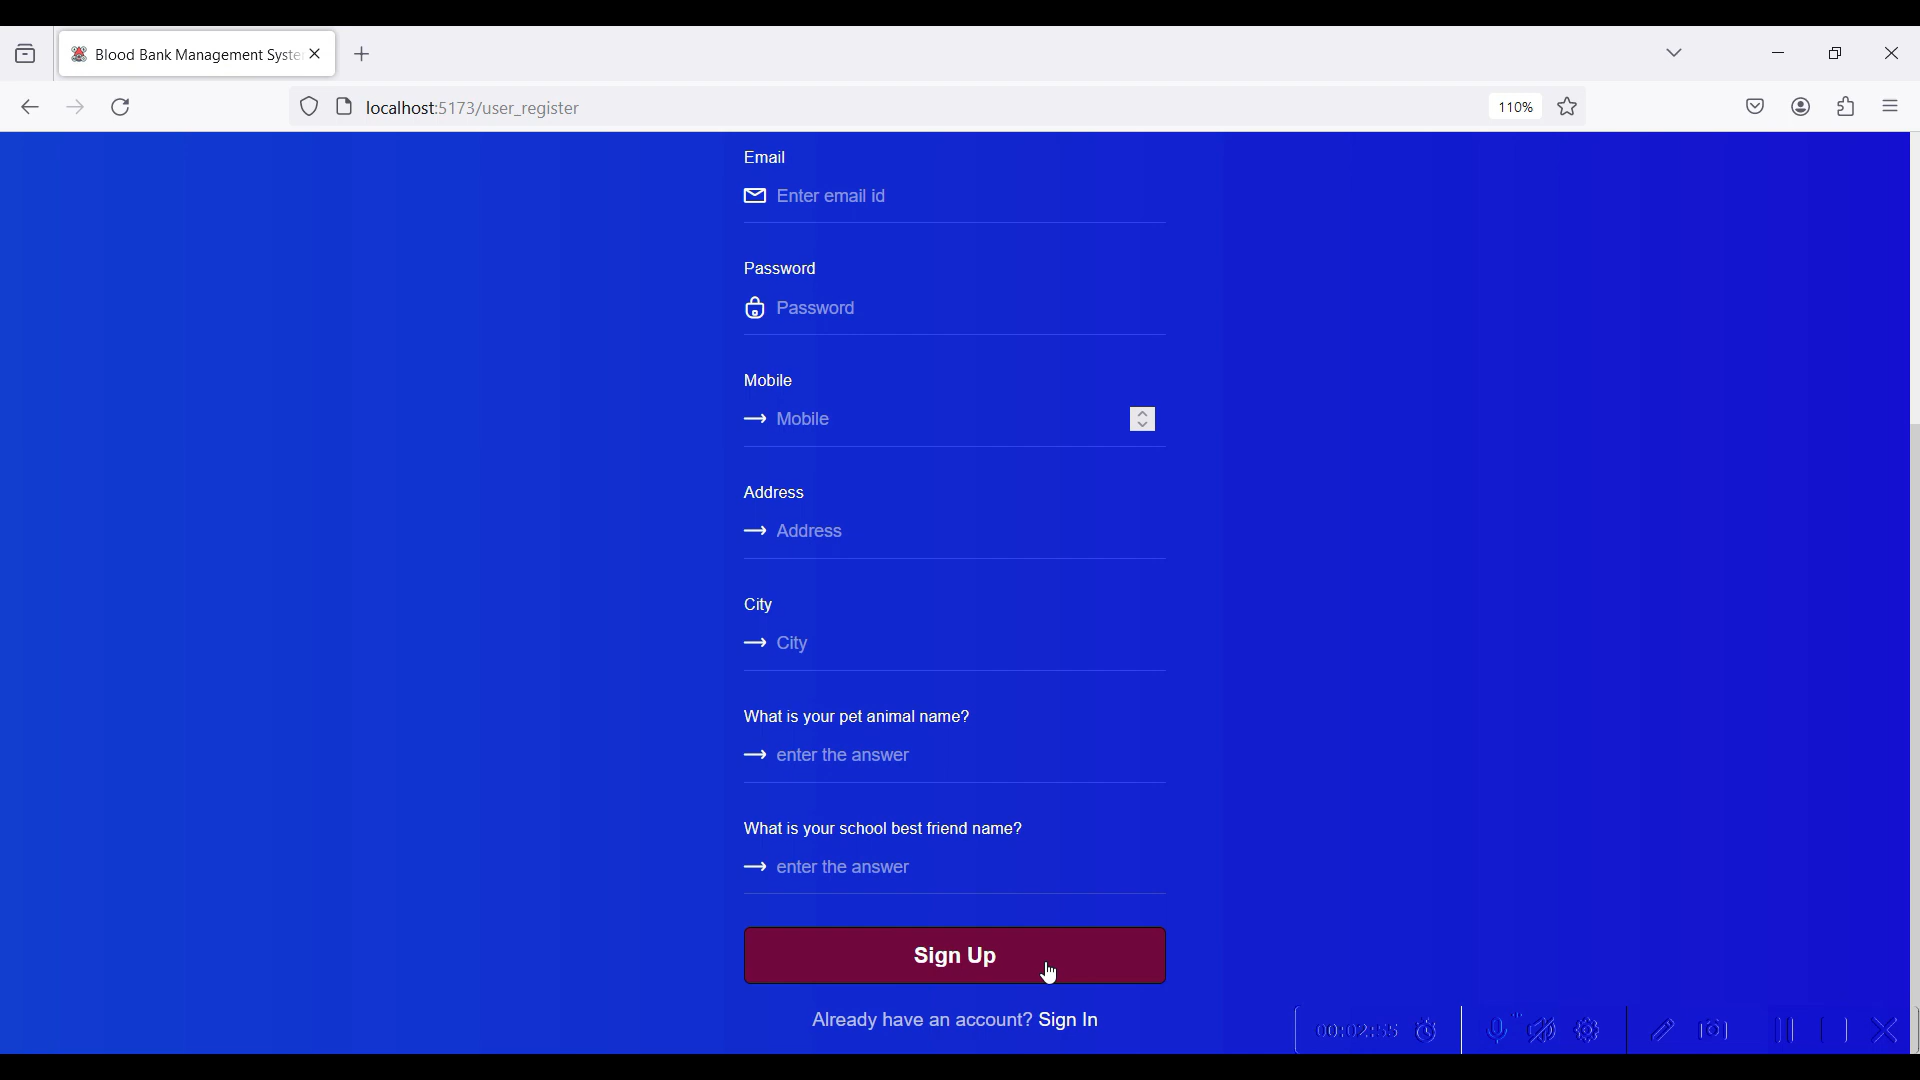 Blood Bank Management Syste
localhost:5173/user_register
110%
Email
Enter email id
Password
Password
Mobile
Mobile
Address
Address
City
City
What is your pet animal name?
enter the answer
What is your school best friend name?
enter the answer
Sign Up
Already have an account? Sign In
00:02:55